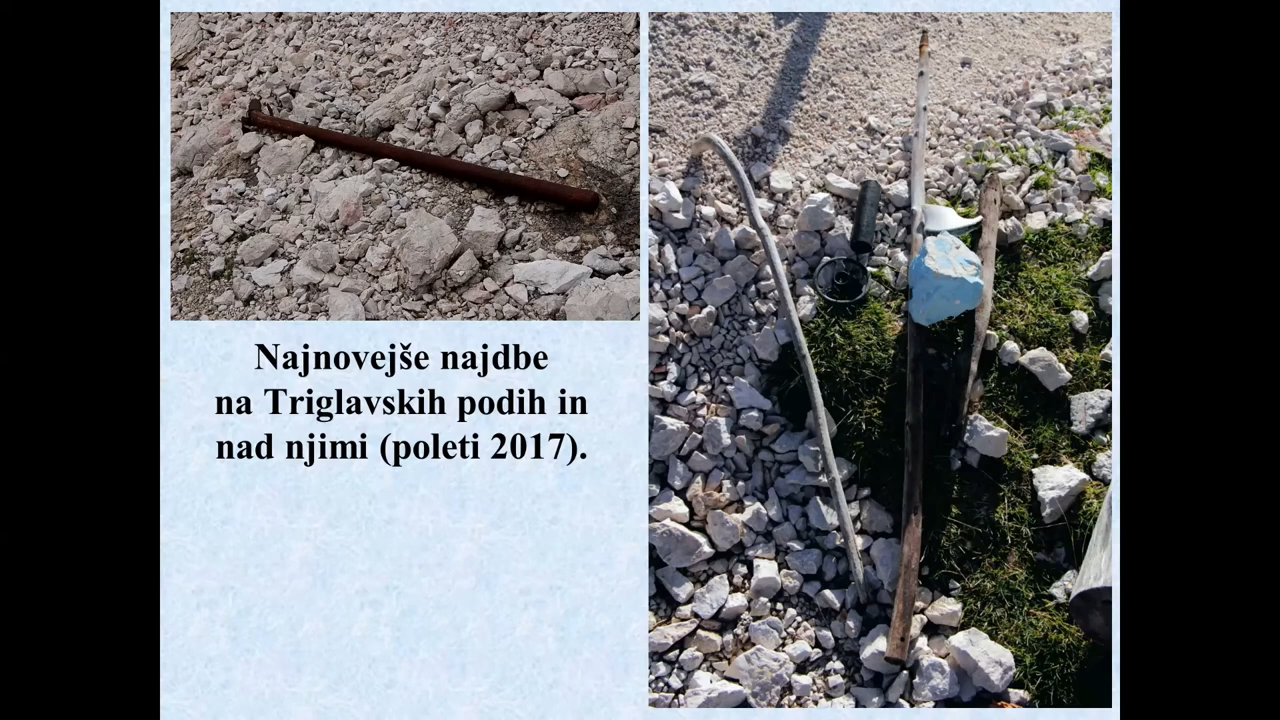 Najnovejše najdbe
na Triglavskih podih in
nad njimi (poleti 2017).